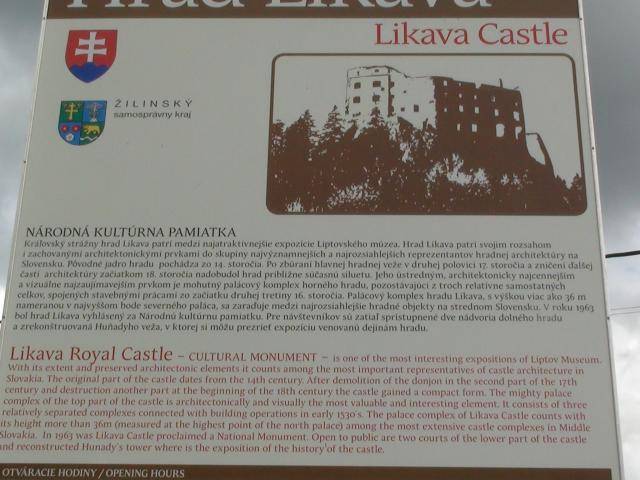 Hrad Likava
Likava Castle
ŽILINSKÝ
samosprávny kraj
NÁRODNÁ KULTÚRNA PAMIATKA
Kráľovský strážny hrad Likava patrí medzi najatraktívnejšie expozície Liptovského múzea. Hrad Likava patrí svojim rozsahom
i zachovanými architektonickými prvkami do skupiny najvýznamnejších a najrozsiahlejších reprezentantov hradnej architektúry na
Slovensku. Pôvodné jadro hradu pochádza zo 14. storočia. Po zbúraní hlavnej hradnej veže v druhej polovici 17. storočia a zničení ďalšej
časti architektúry začiatkom 18. storočia nadobudol hrad približne súčasnú siluetu. Jeho ústredným, architektonicky najcennejším
a vizuálne najzaujímavejším prvkom je mohutný palácový komplex horného hradu, pozostávajúci z troch relatívne samostatných
celkov, spojených stavebnými prácami zo začiatku druhej tretiny 16. storočia. Palácový komplex hradu Likava, s výškou viac ako 36 m
nameranou v najvyššom bode severného paláca, sa zaraďuje medzi najrozsiahlejšie hradné objekty na strednom Slovensku. V roku 1963
bol hrad Likava vyhlásený za Národnú kultúrnu pamiatku. Pre návštevníkov sú zatiaľ sprístupnené dve nádvoria dolného hradu
a zrekonštruovaná Huňadyho veža, v ktorej si môžu prezrieť expozíciu venovanú dejinám hradu.
Likava Royal Castle – CULTURAL MONUMENT – is one of the most interesting expositions of Liptov Museum.
With its extent and preserved architectonic elements it counts among the most important representatives of castle architecture in
Slovakia. The original part of the castle dates from the 14th century. After demolition of the donjon in the second part of the 17th
century and destruction another part at the beginning of the 18th century the castle gained a compact form. The mighty palace
complex of the top part of the castle is architectonically and visually the most valuable and interesting element. It consists of three
relatively separated complexes connected with building operations in early 1530's. The palace complex of Likava Castle counts with
its height more than 36m (measured at the highest point of the north palace) among the most extensive castle complexes in Middle
Slovakia. In 1963 was Likava Castle proclaimed a National Monument. Open to public are two courts of the lower part of the castle
and reconstructed Hunady's tower where is the exposition of the history of the castle.
OTVÁRACIE HODINY / OPENING HOURS